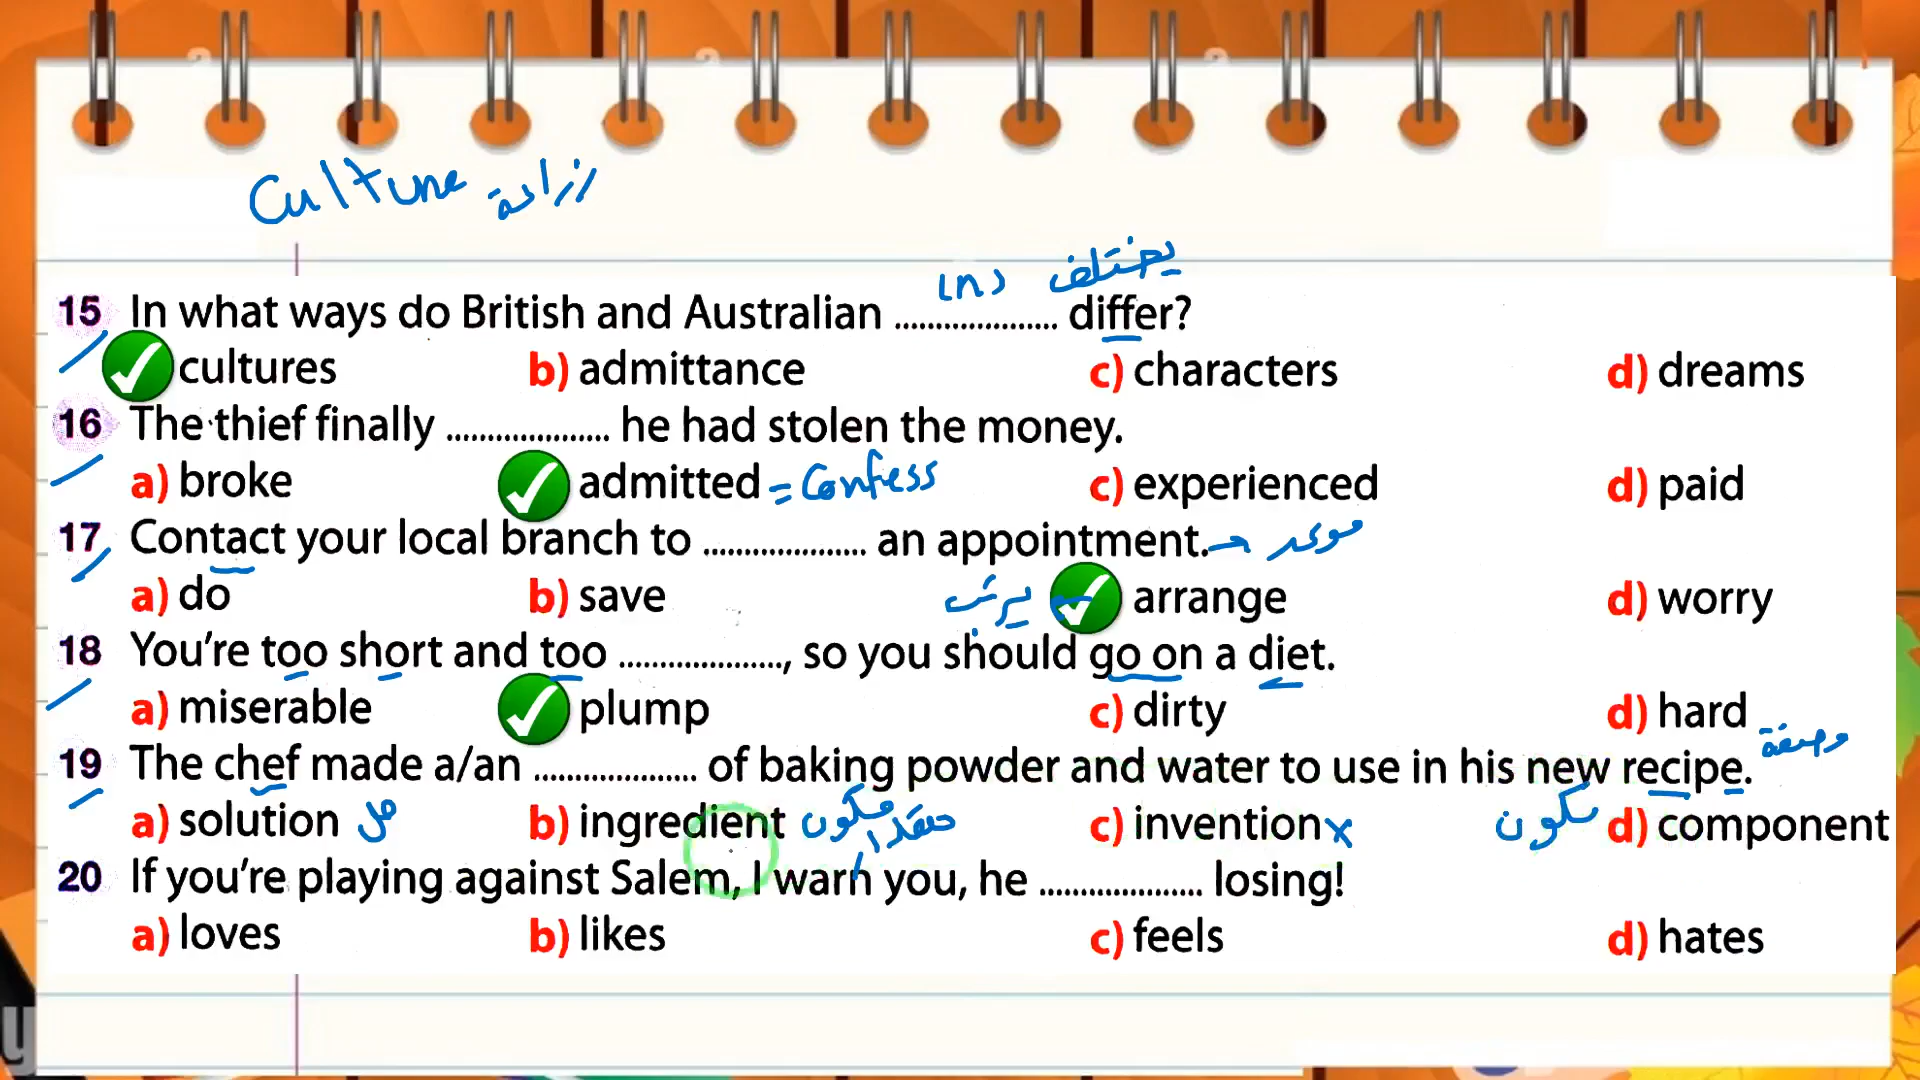 Culture زراعة
(ns يختلف
15 In what ways do British and Australian .................... differ?
cultures b) admittance c) characters d) dreams
16 The thief finally .................... he had stolen the money.
a) broke admitted = Confess c) experienced d) paid
17 Contact your local branch to .................... an appointment. → موعد
a) do b) save يرتب arrange d) worry
18 You're too short and too ...................., so you should go on a diet.
a) miserable plump c) dirty d) hard
19 The chef made a/an .................... of baking powder and water to use in his new recipe. وصفة
a) solution حل b) ingredient مكون مقدار c) invention x مكون d) component
20 If you're playing against Salem, I warn you, he .................... losing!
a) loves b) likes c) feels d) hates